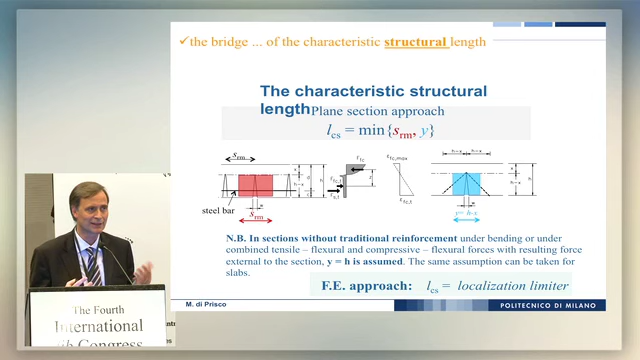 ✓the bridge ... of the characteristic structural length
The characteristic structural
length
Plane section approach
lcs = min{srm, y}
srm
steel bar
srm
y= h-x
N.B. In sections without traditional reinforcement under bending or under
combined tensile – flexural and compressive – flexural forces with resulting force
external to the section, y = h is assumed. The same assumption can be taken for
slabs.
F.E. approach: lcs = localization limiter
M. di Prisco
POLITECNICO DI MILANO
The Fourth
International